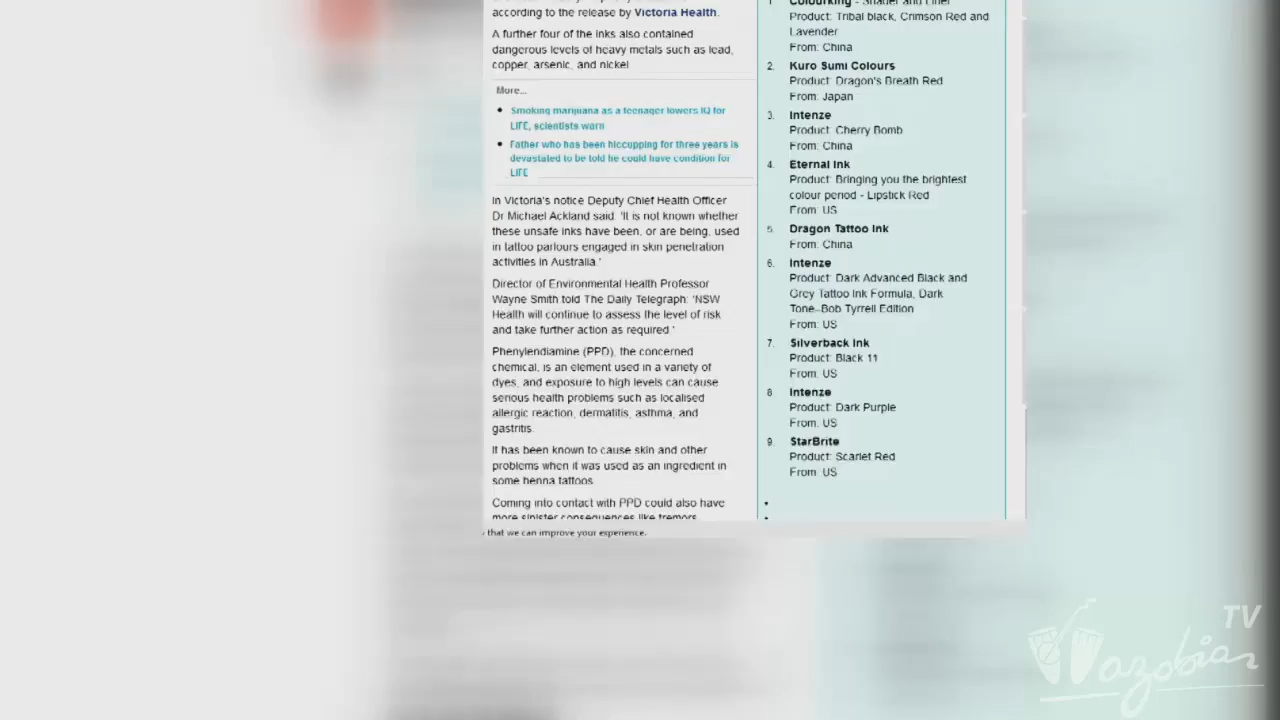 according to the release by Victoria Health.
A further four of the inks also contained
dangerous levels of heavy metals such as lead,
copper, arsenic, and nickel
More...
Smoking marijuana as a teenager lowers IQ for
LIFE, scientists warn
Father who has been hiccupping for three years is
devastated to be told he could have condition for
LIFE
In Victoria's notice Deputy Chief Health Officer
Dr Michael Ackland said: 'It is not known whether
these unsafe inks have been, or are being, used
in tattoo parlours engaged in skin penetration
activities in Australia.'
Director of Environmental Health Professor
Wayne Smith told The Daily Telegraph: 'NSW
Health will continue to assess the level of risk
and take further action as required.'
Phenylendiamine (PPD), the concerned
chemical, is an element used in a variety of
dyes, and exposure to high levels can cause
serious health problems such as localised
allergic reaction, dermatitis, asthma, and
gastritis.
It has been known to cause skin and other
problems when it was used as an ingredient in
some henna tattoos.
Coming into contact with PPD could also have
more sinister consequences like tremors,
that we can improve your experience.
1. Colourking - Shader and Liner
Product: Tribal black, Crimson Red and
Lavender
From: China
2. Kuro Sumi Colours
Product: Dragon's Breath Red
From: Japan
3. Intenze
Product: Cherry Bomb
From: China
4. Eternal Ink
Product: Bringing you the brightest
colour period - Lipstick Red
From: US
5. Dragon Tattoo Ink
From: China
6. Intenze
Product: Dark Advanced Black and
Grey Tattoo Ink Formula, Dark
Tone-Bob Tyrrell Edition
From: US
7. Silverback Ink
Product: Black 11
From: US
8 Intenze
Product: Dark Purple
From: US
9. StarBrite
Product: Scarlet Red
From: US
TV
Wazobian